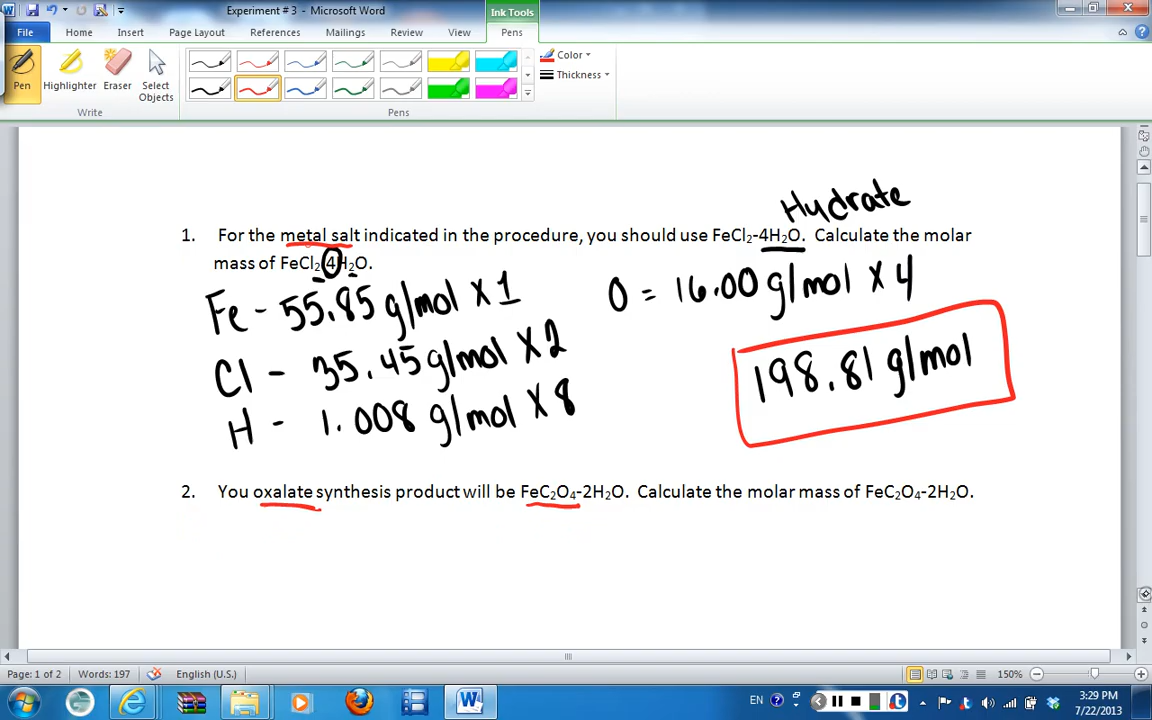 Experiment # 3 - Microsoft Word
Ink Tools
File Home Insert Page Layout References Mailings Review View Pens
Pen Highlighter Eraser Select Objects
Color
Thickness
Write Pens
Hydrate
1. For the metal salt indicated in the procedure, you should use FeCl2-4H2O. Calculate the molar
mass of FeCl2-4H2O.
Fe - 55.85 g/mol X 1
O = 16.00 g/mol X 4
Cl - 35.45 g/mol X 2
198.81 g/mol
H - 1.008 g/mol X 8
2. You oxalate synthesis product will be FeC2O4-2H2O. Calculate the molar mass of FeC2O4-2H2O.
Page: 1 of 2 Words: 197 English (U.S.) 150%
EN 3:29 PM
7/22/2013